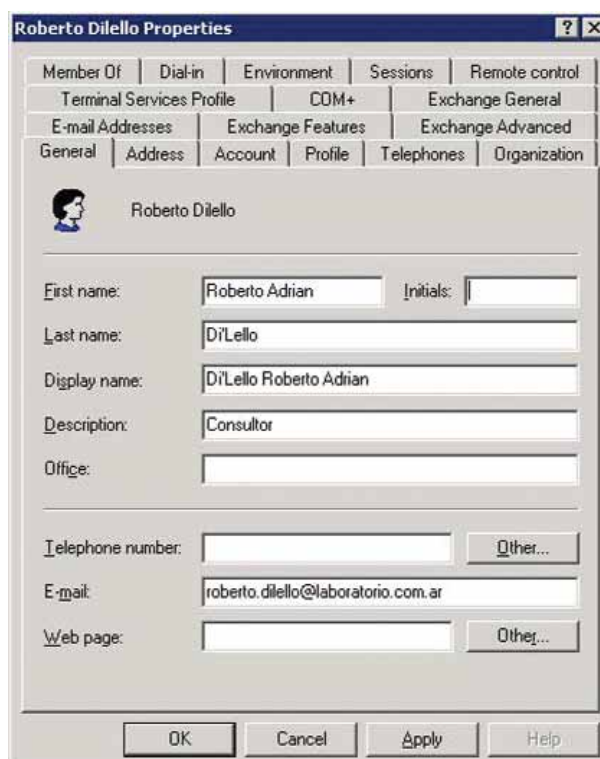 Roberto Dilello Properties
Member Of Dial-in Environment Sessions Remote control
Terminal Services Profile COM+ Exchange General
E-mail Addresses Exchange Features Exchange Advanced
General Address Account Profile Telephones Organization
Roberto Dilello
First name: Roberto Adrian Initials:
Last name: Di'Lello
Display name: Di'Lello Roberto Adrian
Description: Consultor
Office:
Telephone number: Other...
E-mail: roberto.dilello@laboratorio.com.ar
Web page: Other...
OK Cancel Apply Help